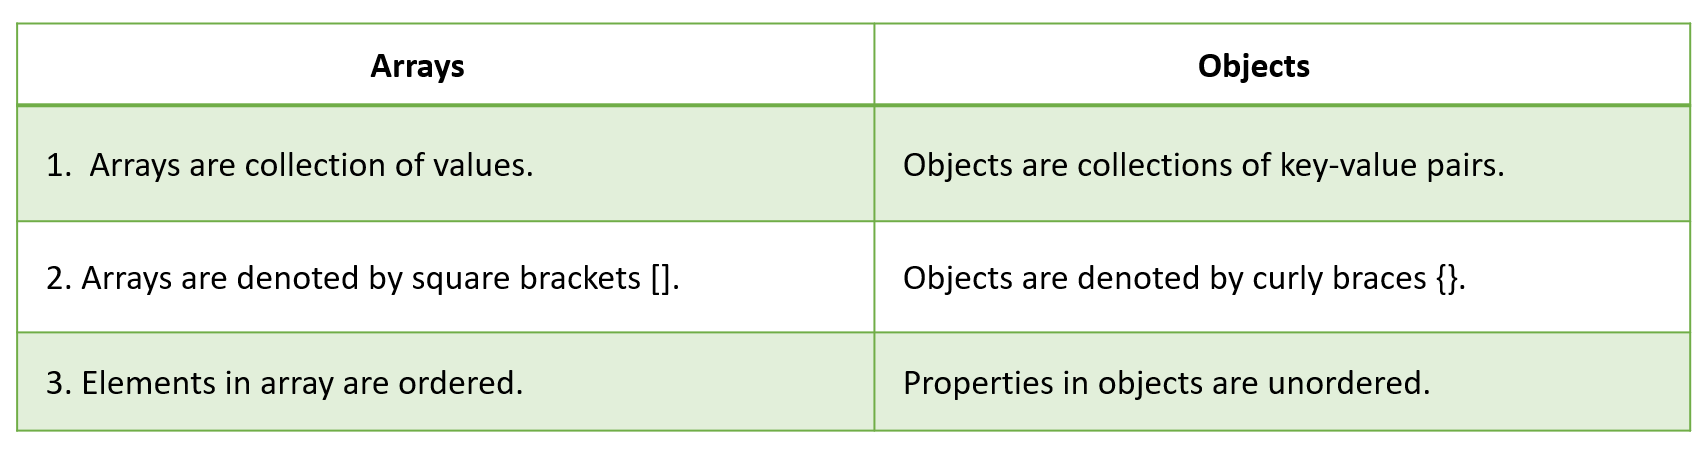 Arrays
Objects
1.  Arrays are collection of values.
Objects are collections of key-value pairs.
2. Arrays are denoted by square brackets [].
Objects are denoted by curly braces {}.
3. Elements in array are ordered.
Properties in objects are unordered.